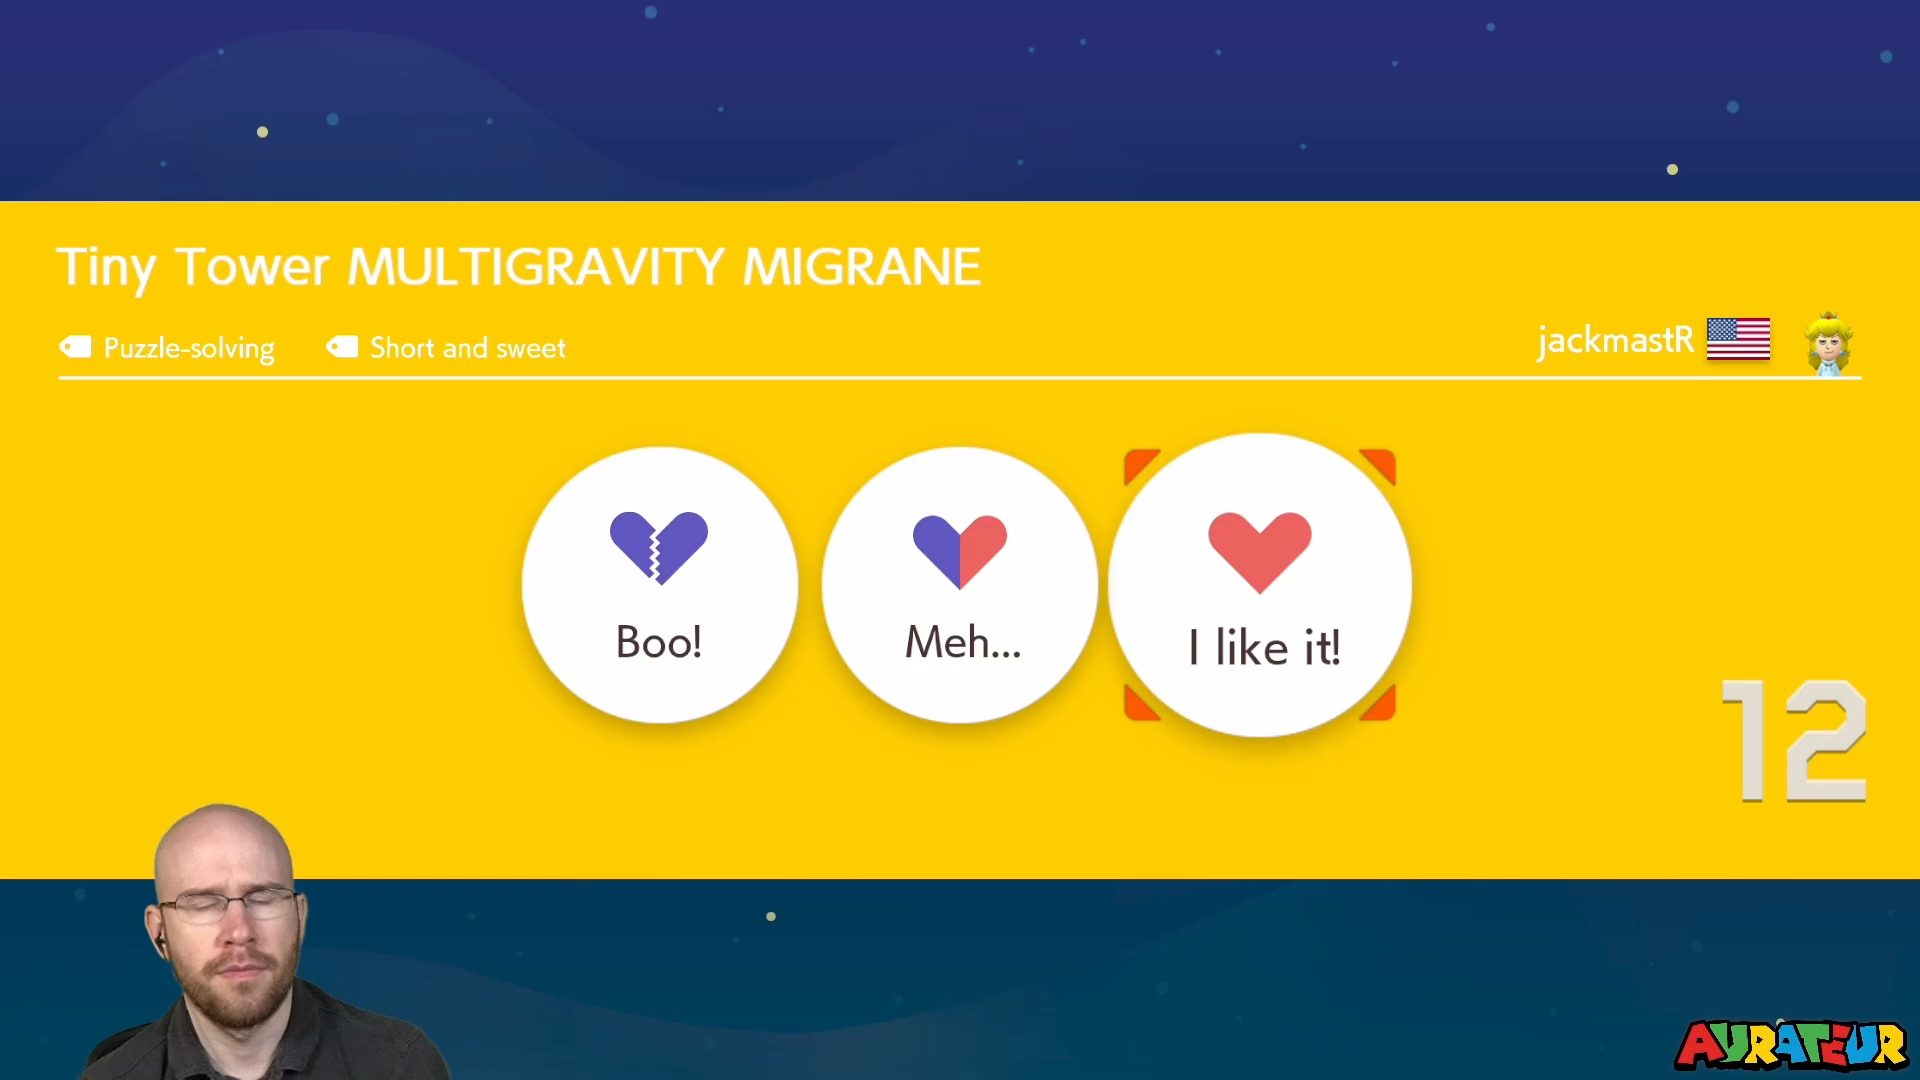 Tiny Tower MULTIGRAVITY MIGRANE
Puzzle-solving
Short and sweet
jackmastR
Boo!
Meh...
I like it!
12
AURATEUR